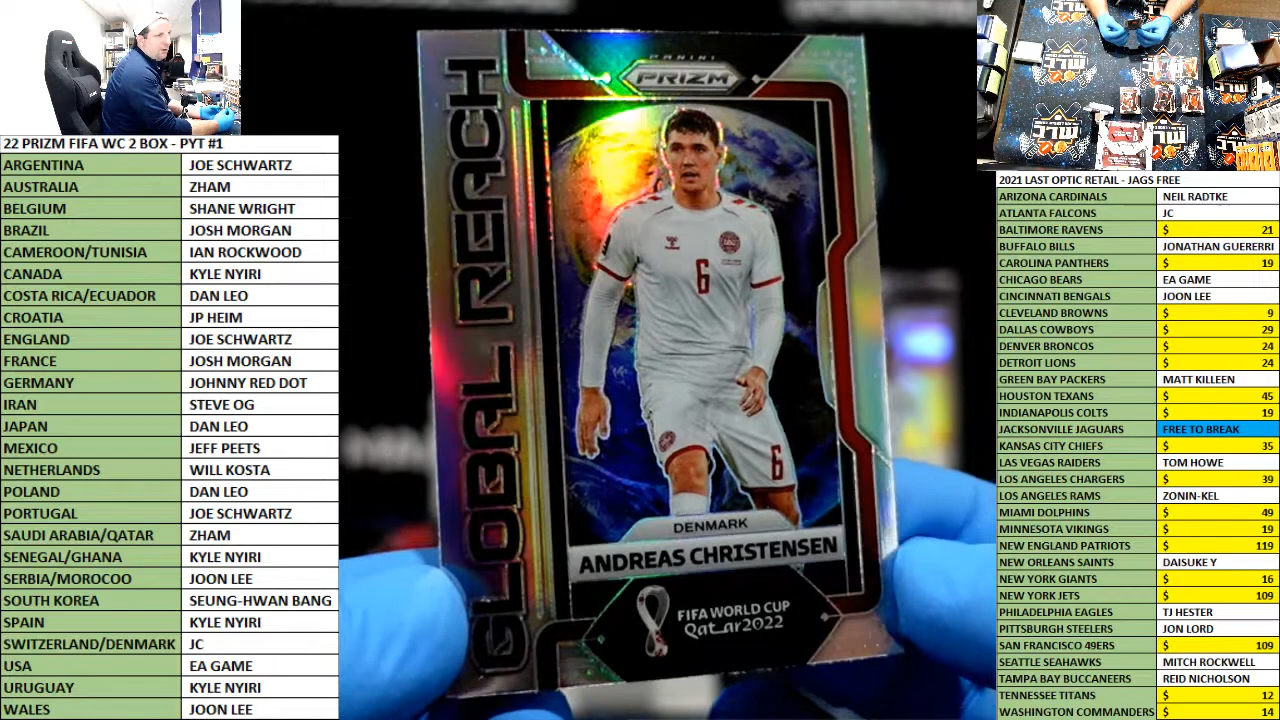 22 PRIZM FIFA WC 2 BOX - PYT #1
ARGENTINA JOE SCHWARTZ
AUSTRALIA ZHAM
BELGIUM SHANE WRIGHT
BRAZIL JOSH MORGAN
CAMEROON/TUNISIA IAN ROCKWOOD
CANADA KYLE NYIRI
COSTA RICA/ECUADOR DAN LEO
CROATIA JP HEIM
ENGLAND JOE SCHWARTZ
FRANCE JOSH MORGAN
GERMANY JOHNNY RED DOT
IRAN STEVE OG
JAPAN DAN LEO
MEXICO JEFF PEETS
NETHERLANDS WILL KOSTA
POLAND DAN LEO
PORTUGAL JOE SCHWARTZ
SAUDI ARABIA/QATAR ZHAM
SENEGAL/GHANA KYLE NYIRI
SERBIA/MOROCOO JOON LEE
SOUTH KOREA SEUNG-HWAN BANG
SPAIN KYLE NYIRI
SWITZERLAND/DENMARK JC
USA EA GAME
URUGUAY KYLE NYIRI
WALES JOON LEE
GLOBAL REACH
PANINI
PRIZM
6
6
DENMARK
ANDREAS CHRISTENSEN
FIFA WORLD CUP
Qatar2022
2021 LAST OPTIC RETAIL - JAGS FREE
ARIZONA CARDINALS NEIL RADTKE
ATLANTA FALCONS JC
BALTIMORE RAVENS $ 21
BUFFALO BILLS JONATHAN GUERERRI
CAROLINA PANTHERS $ 19
CHICAGO BEARS EA GAME
CINCINNATI BENGALS JOON LEE
CLEVELAND BROWNS $ 9
DALLAS COWBOYS $ 29
DENVER BRONCOS $ 24
DETROIT LIONS $ 24
GREEN BAY PACKERS MATT KILLEEN
HOUSTON TEXANS $ 45
INDIANAPOLIS COLTS $ 19
JACKSONVILLE JAGUARS FREE TO BREAK
KANSAS CITY CHIEFS $ 35
LAS VEGAS RAIDERS TOM HOWE
LOS ANGELES CHARGERS $ 39
LOS ANGELES RAMS ZONIN-KEL
MIAMI DOLPHINS $ 49
MINNESOTA VIKINGS $ 19
NEW ENGLAND PATRIOTS $ 119
NEW ORLEANS SAINTS DAISUKE Y
NEW YORK GIANTS $ 16
NEW YORK JETS $ 109
PHILADELPHIA EAGLES TJ HESTER
PITTSBURGH STEELERS JON LORD
SAN FRANCISCO 49ERS $ 109
SEATTLE SEAHAWKS MITCH ROCKWELL
TAMPA BAY BUCCANEERS REID NICHOLSON
TENNESSEE TITANS $ 12
WASHINGTON COMMANDERS $ 14